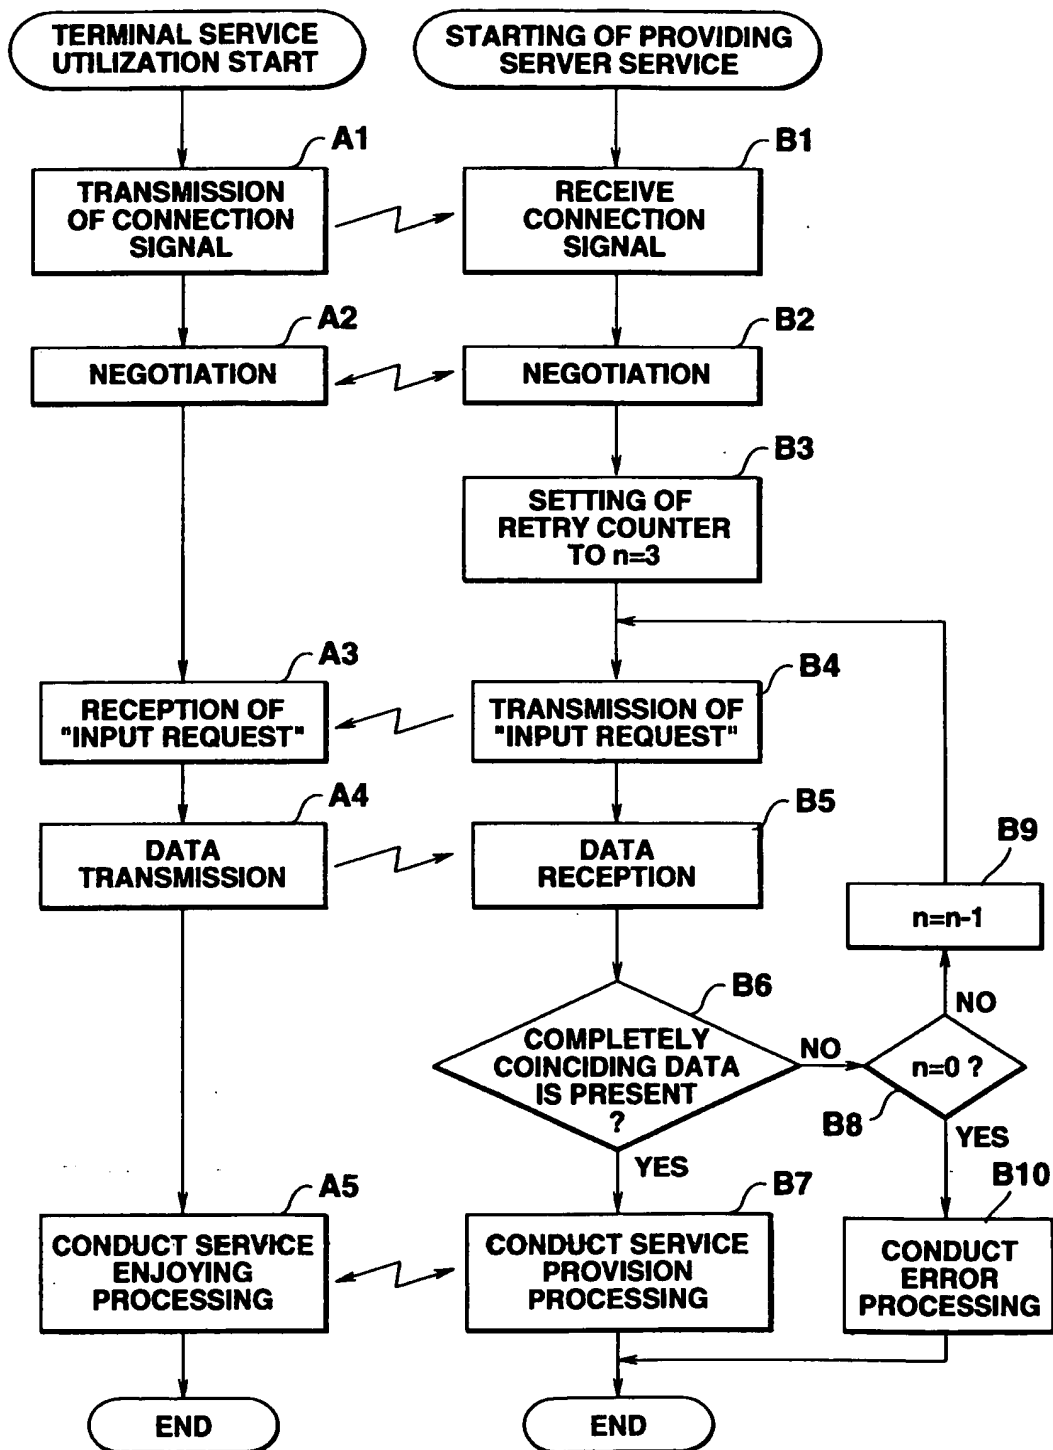 TERMINAL SERVICE
UTILIZATION START
STARTING OF PROVIDING
SERVER SERVICE
A1
TRANSMISSION
OF CONNECTION
SIGNAL
B1
RECEIVE
CONNECTION
SIGNAL
A2
NEGOTIATION
B2
NEGOTIATION
B3
SETTING OF
RETRY COUNTER
TO n=3
A3
RECEPTION OF
"INPUT REQUEST"
B4
TRANSMISSION OF
"INPUT REQUEST"
A4
DATA
TRANSMISSION
B5
DATA
RECEPTION
B9
n=n-1
B6
COMPLETELY
COINCIDING DATA
IS PRESENT
?
NO
NO
n=0 ?
B8
YES
YES
A5
CONDUCT SERVICE
ENJOYING
PROCESSING
B7
CONDUCT SERVICE
PROVISION
PROCESSING
B10
CONDUCT
ERROR
PROCESSING
END
END